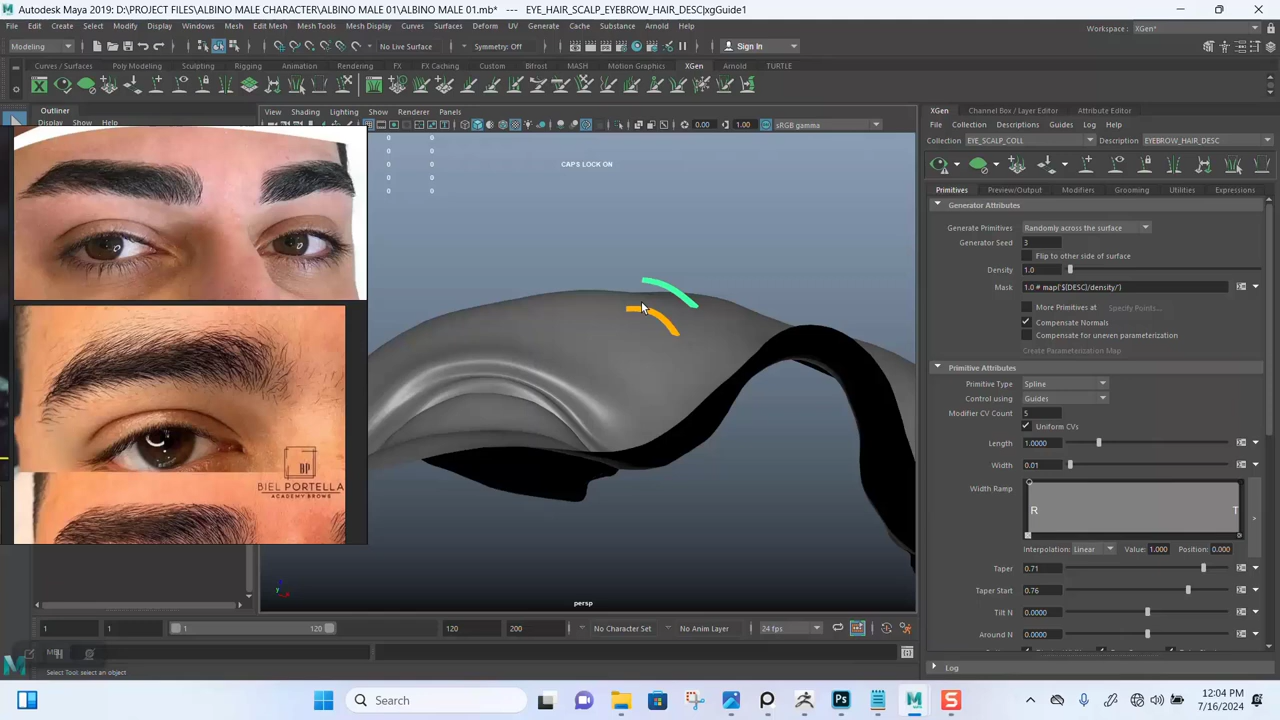 Autodesk Maya 2019: D:\PROJECT FILES\ALBINO MALE CHARACTER\ALBINO MALE 01\ALBINO MALE 01.mb*  ---  EYE_HAIR_SCALP_EYEBROW_HAIR_DESC|xgGuide1
File Edit Create Select Modify Display Windows Mesh Edit Mesh Mesh Tools Mesh Display Curves Surfaces Deform UV Generate Cache Substance Arnold Help
Workspace : XGen*
Modeling
No Live Surface
Symmetry: Off
Sign In
Curves / Surfaces Poly Modeling Sculpting Rigging Animation Rendering FX FX Caching Custom Bifrost MASH Motion Graphics XGen Arnold TURTLE
Outliner
Display Show Help
View Shading Lighting Show Renderer Panels
0.00 1.00 sRGB gamma
0 0
0 0
0 0
0 0
CAPS LOCK ON
BP
BIEL PORTELLA
ACADEMY BROWS
persp
XGen Channel Box / Layer Editor Attribute Editor
File Collection Descriptions Guides Log Help
Collection EYE_SCALP_COLL Description EYEBROW_HAIR_DESC
Primitives Preview/Output Modifiers Grooming Utilities Expressions
Generator Attributes
Generate Primitives Randomly across the surface
Generator Seed 3
Flip to other side of surface
Density 1.0
Mask 1.0 # map('${DESC}/density/')
More Primitives at Specify Points...
Compensate Normals
Compensate for uneven parameterization
Create Parameterization Map
Primitive Attributes
Primitive Type Spline
Control using Guides
Modifier CV Count 5
Uniform CVs
Length 1.0000
Width 0.01
Width Ramp R T
Interpolation: Linear Value: 1.000 Position: 0.000
Taper 0.71
Taper Start 0.76
Tilt N 0.0000
Around N 0.0000
Log
1 1 1 120 120 200 No Character Set No Anim Layer 24 fps
Select Tool: select an object
Search
12:04 PM
7/16/2024